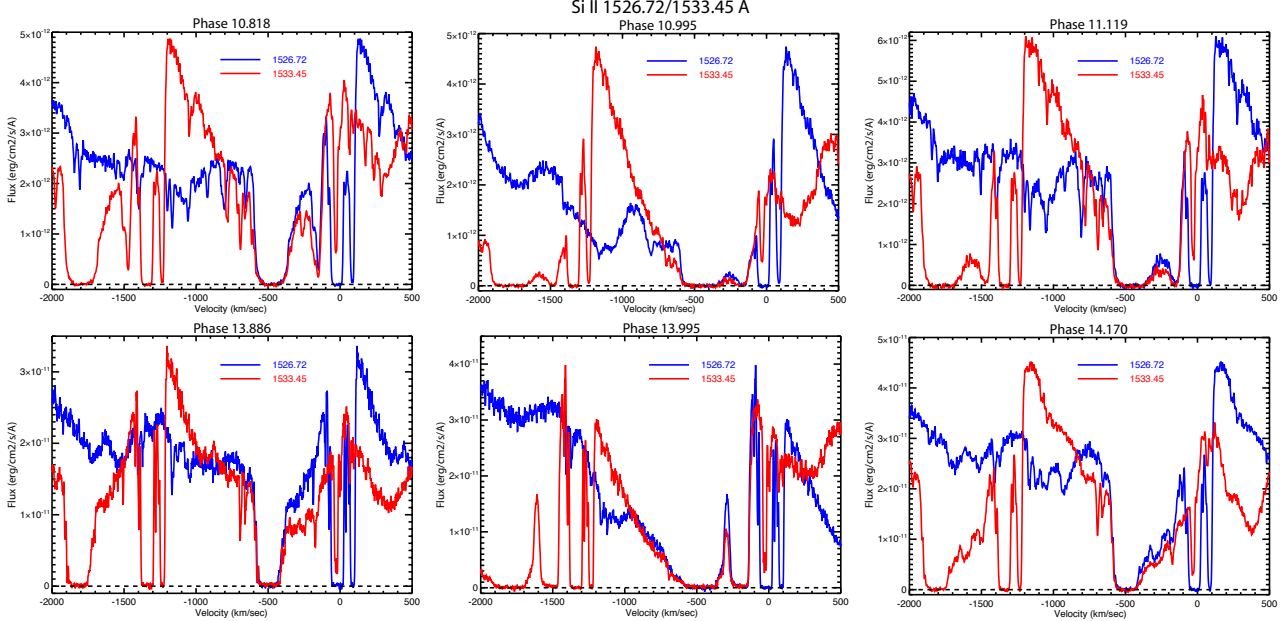 Si II 1526.72/1533.45 A
Phase 10.818
Phase 10.995
Phase 11.119
5×10⁻¹²
4×10⁻¹²
3×10⁻¹²
2×10⁻¹²
1×10⁻¹²
0
Flux (erg/cm2/s/A)
1526.72
1533.45
-2000 -1500 -1000 -500 0 500
Velocity (km/sec)
5×10⁻¹²
4×10⁻¹²
3×10⁻¹²
2×10⁻¹²
1×10⁻¹²
0
Flux (erg/cm2/s/A)
1526.72
1533.45
-2000 -1500 -1000 -500 0 500
Velocity (km/sec)
6×10⁻¹²
5×10⁻¹²
4×10⁻¹²
3×10⁻¹²
2×10⁻¹²
1×10⁻¹²
0
Flux (erg/cm2/s/A)
1526.72
1533.45
-2000 -1500 -1000 -500 0 500
Velocity (km/sec)
Phase 13.886
Phase 13.995
Phase 14.170
3×10⁻¹¹
2×10⁻¹¹
1×10⁻¹¹
0
Flux (erg/cm2/s/A)
1526.72
1533.45
-2000 -1500 -1000 -500 0 500
Velocity (km/sec)
4×10⁻¹¹
3×10⁻¹¹
2×10⁻¹¹
1×10⁻¹¹
0
Flux (erg/cm2/s/A)
1526.72
1533.45
-2000 -1500 -1000 -500 0 500
Velocity (km/sec)
5×10⁻¹¹
4×10⁻¹¹
3×10⁻¹¹
2×10⁻¹¹
1×10⁻¹¹
0
Flux (erg/cm2/s/A)
1526.72
1533.45
-2000 -1500 -1000 -500 0 500
Velocity (km/sec)